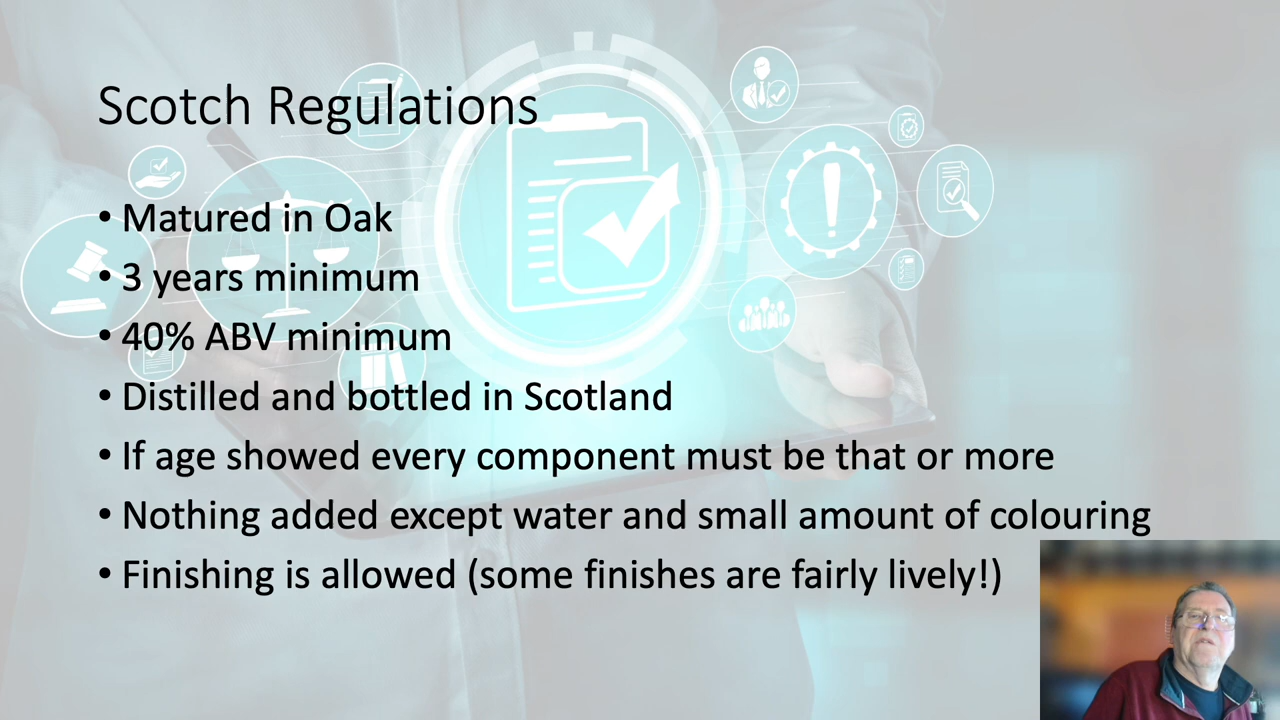 Scotch Regulations
• Matured in Oak
• 3 years minimum
• 40% ABV minimum
• Distilled and bottled in Scotland
• If age showed every component must be that or more
• Nothing added except water and small amount of colouring
• Finishing is allowed (some finishes are fairly lively!)